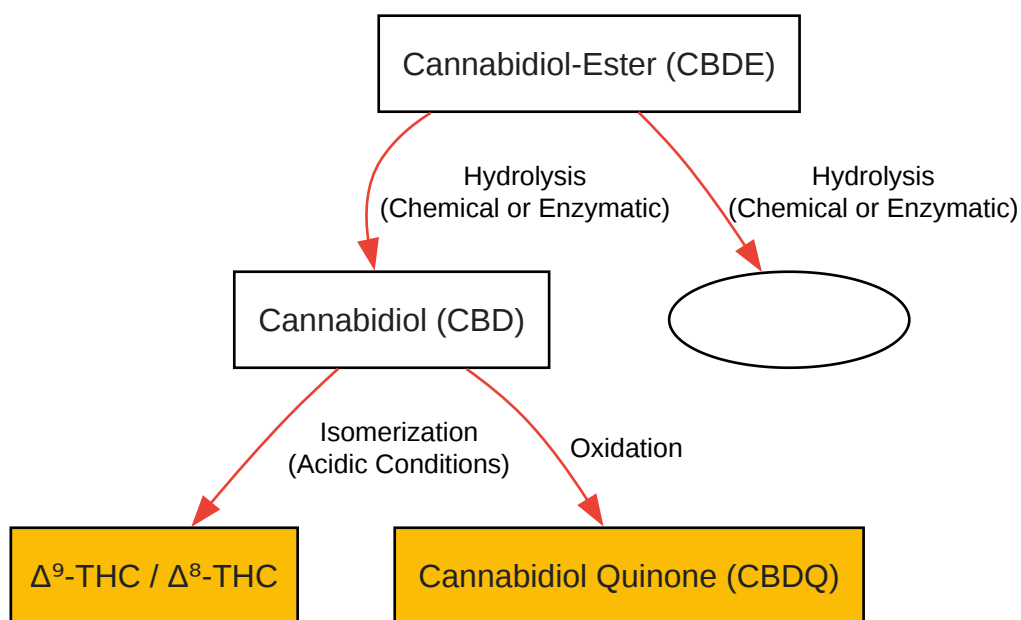 Cannabidiol-Ester (CBDE)
Hydrolysis
(Chemical or Enzymatic)
Hydrolysis
(Chemical or Enzymatic)
Cannabidiol (CBD)
Isomerization
(Acidic Conditions)
Oxidation
Δ⁹-THC / Δ⁸-THC
Cannabidiol Quinone (CBDQ)